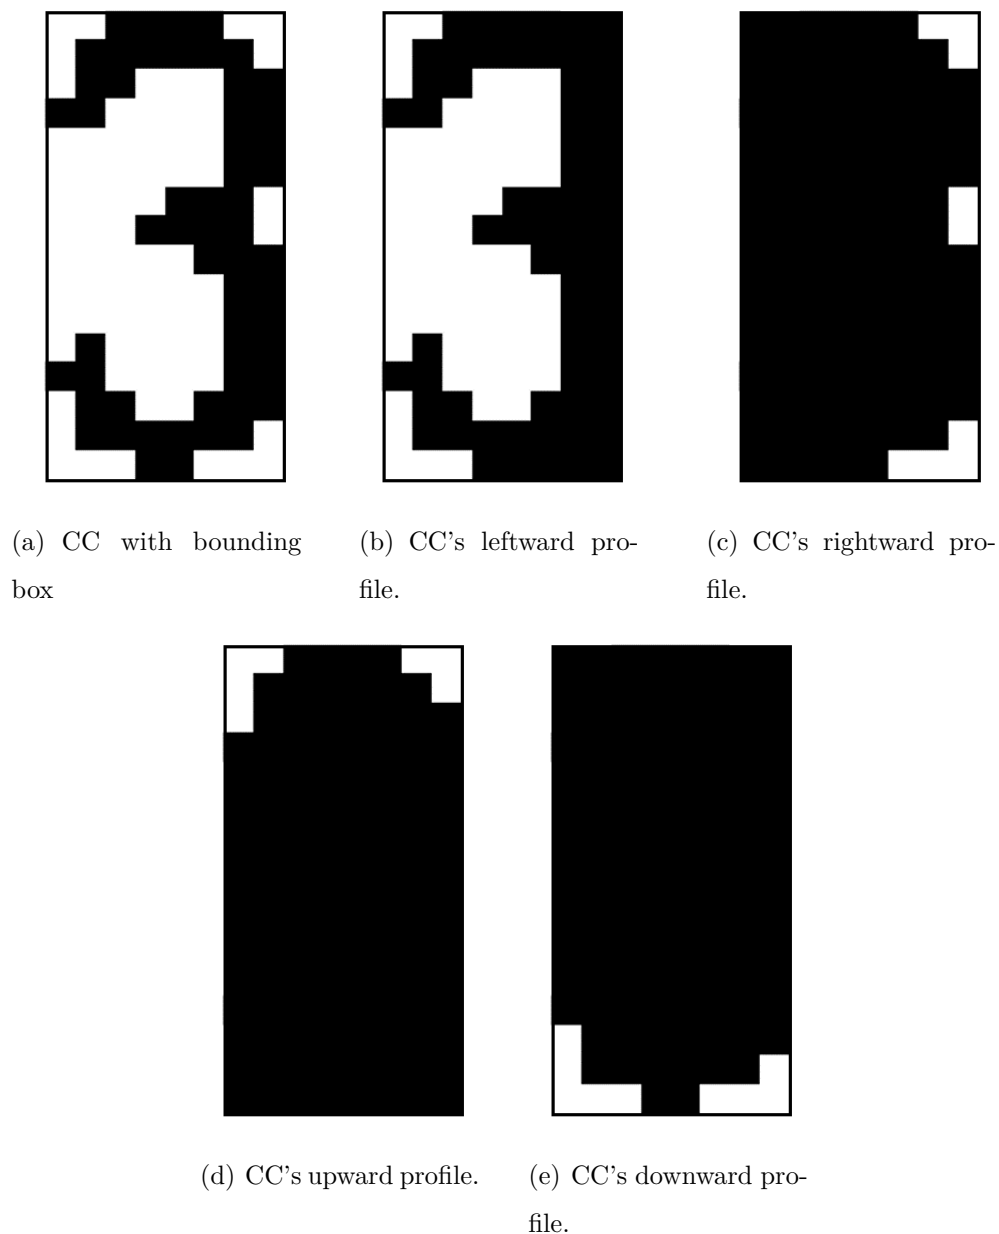 (a) CC with bounding
box
(b) CC's leftward pro-
file.
(c) CC's rightward pro-
file.
(d) CC's upward profile.
(e) CC's downward pro-
file.